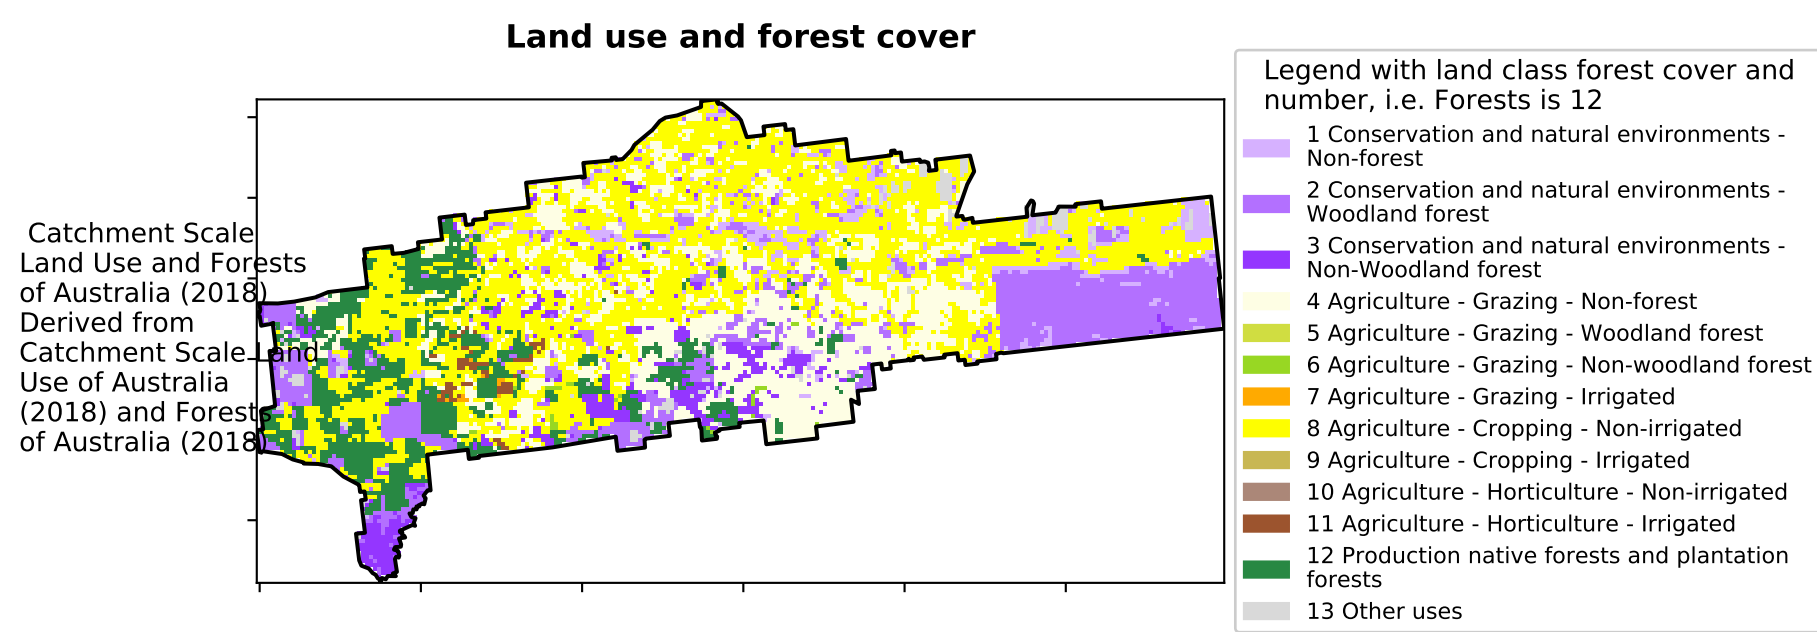 Land use and forest cover
Catchment Scale
Land Use and Forests
of Australia (2018)
Derived from
Catchment Scale Land
Use of Australia
(2018) and Forests
of Australia (2018)
Legend with land class forest cover and
number, i.e. Forests is 12
1 Conservation and natural environments -
Non-forest
2 Conservation and natural environments -
Woodland forest
3 Conservation and natural environments -
Non-Woodland forest
4 Agriculture - Grazing - Non-forest
5 Agriculture - Grazing - Woodland forest
6 Agriculture - Grazing - Non-woodland forest
7 Agriculture - Grazing - Irrigated
8 Agriculture - Cropping - Non-irrigated
9 Agriculture - Cropping - Irrigated
10 Agriculture - Horticulture - Non-irrigated
11 Agriculture - Horticulture - Irrigated
12 Production native forests and plantation
forests
13 Other uses